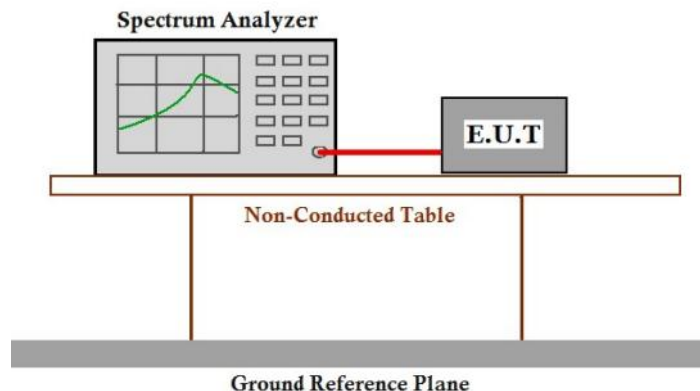 Spectrum Analyzer
E.U.T
Non-Conducted Table
Ground Reference Plane